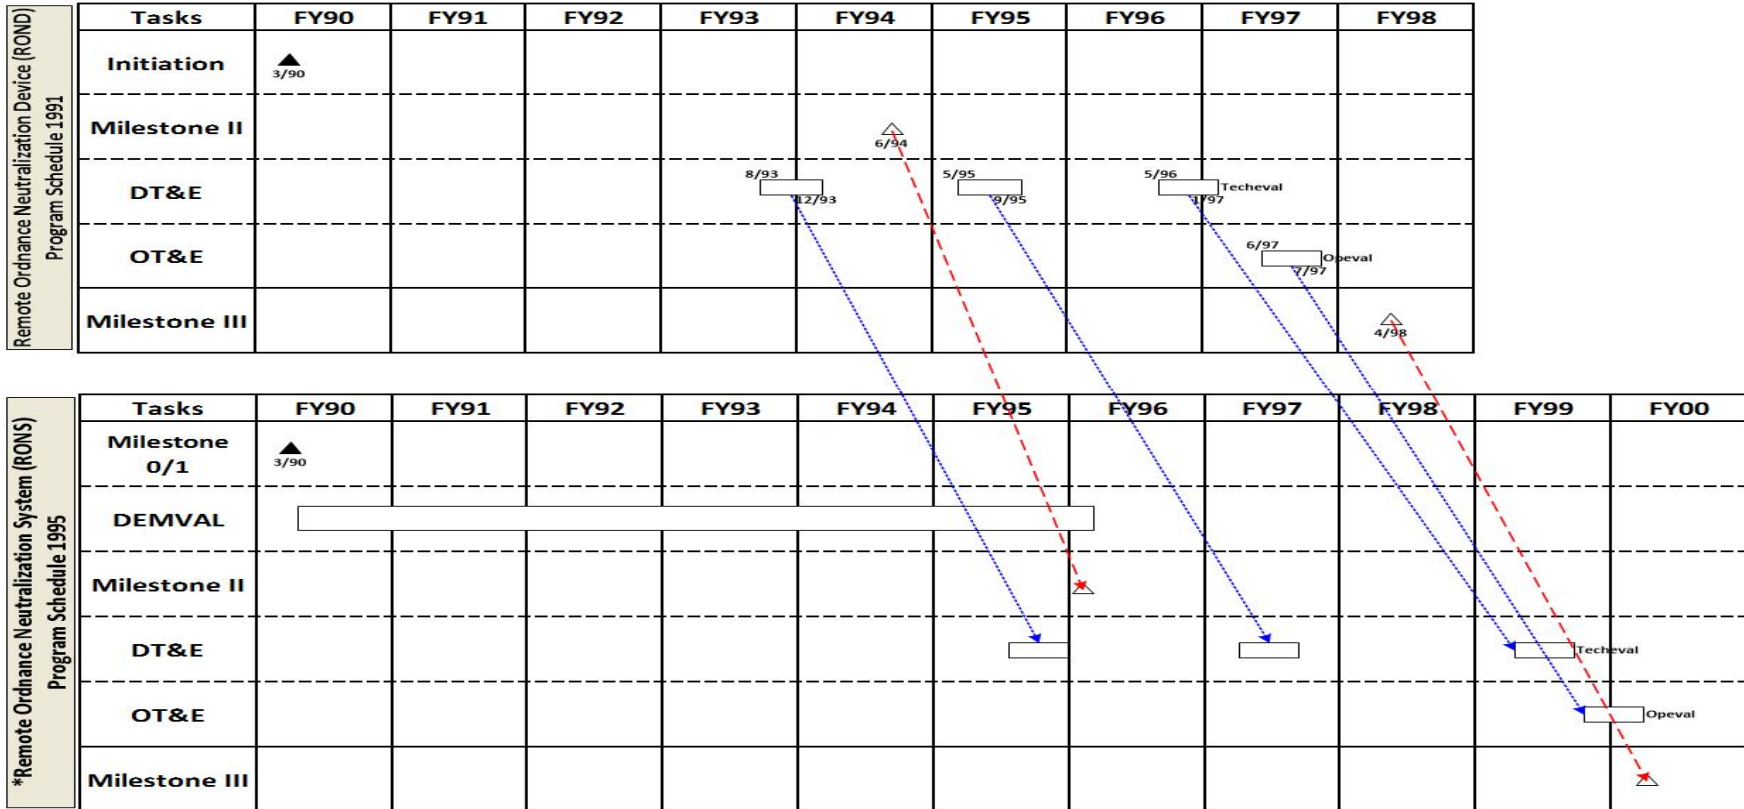 Remote Ordnance Neutralization Device (ROND)
Program Schedule 1991
Tasks FY90 FY91 FY92 FY93 FY94 FY95 FY96 FY97 FY98
Initiation
3/90
Milestone II
6/94
DT&E
8/93
12/93
5/95
9/95
5/96
1/97
Techeval
OT&E
6/97
7/97
Opeval
Milestone III
4/98
*Remote Ordnance Neutralization System (RONS)
Program Schedule 1995
Tasks FY90 FY91 FY92 FY93 FY94 FY95 FY96 FY97 FY98 FY99 FY00
Milestone
0/1
3/90
DEMVAL
Milestone II
DT&E
Techeval
OT&E
Opeval
Milestone III